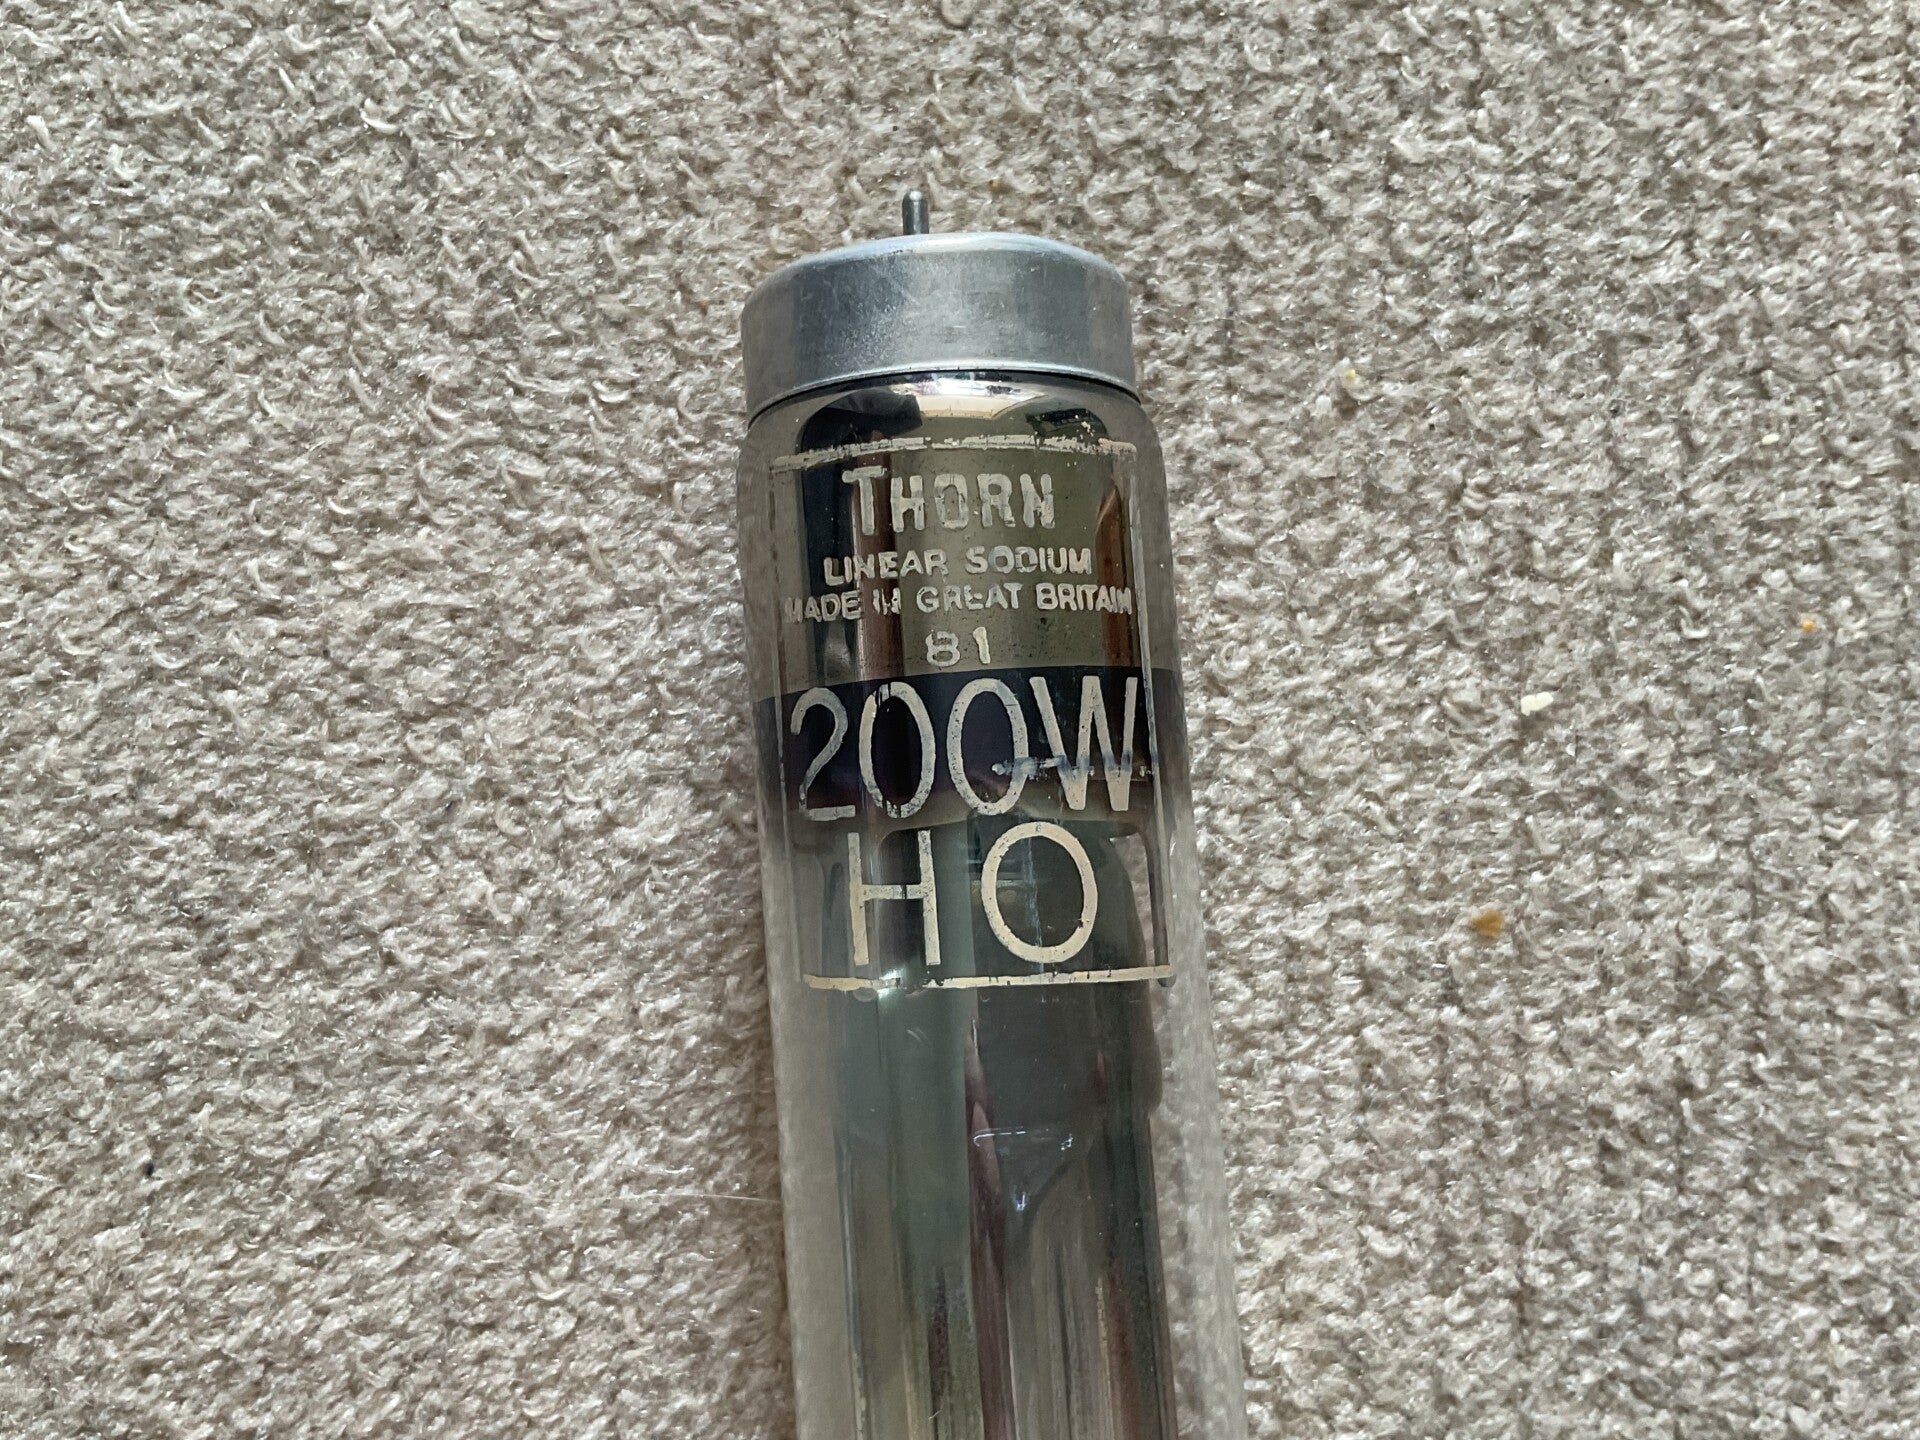 THORN
LINEAR SODIUM
MADE IN GREAT BRITAIN
81
200W
HO